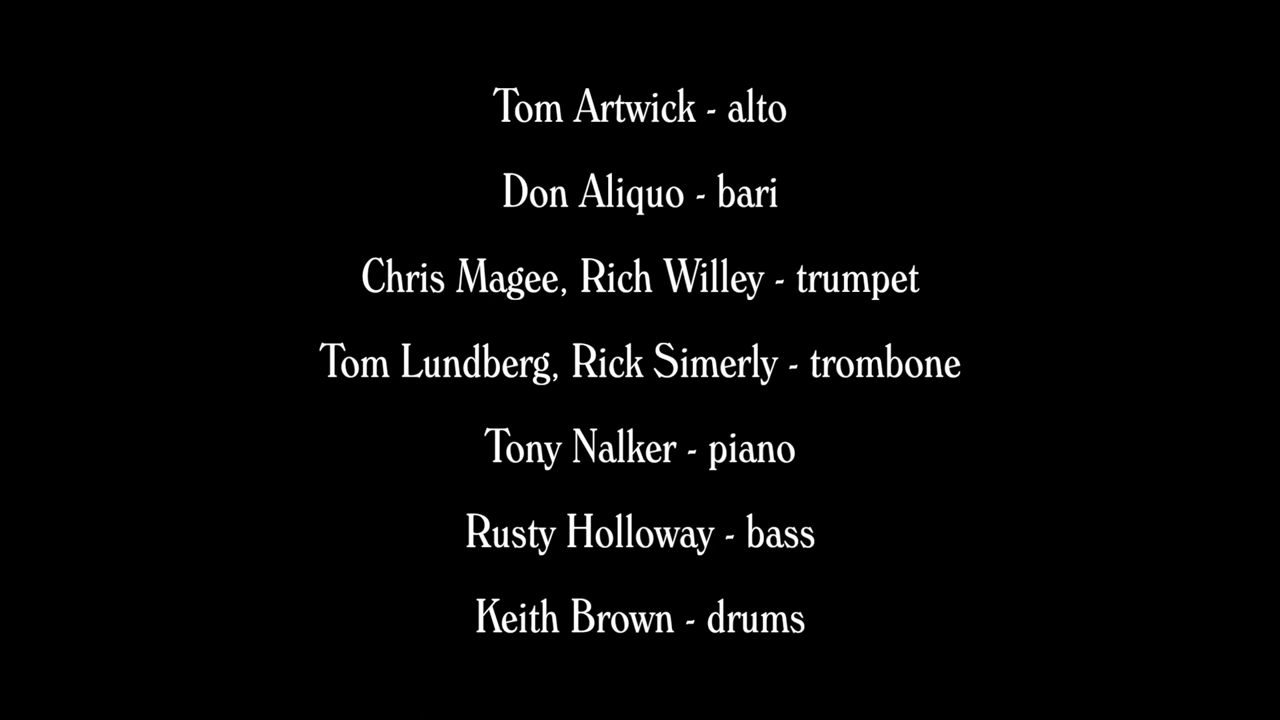 Tom Artwick - alto
Don Aliquo - bari
Chris Magee, Rich Willey - trumpet
Tom Lundberg, Rick Simerly - trombone
Tony Nalker - piano
Rusty Holloway - bass
Keith Brown - drums